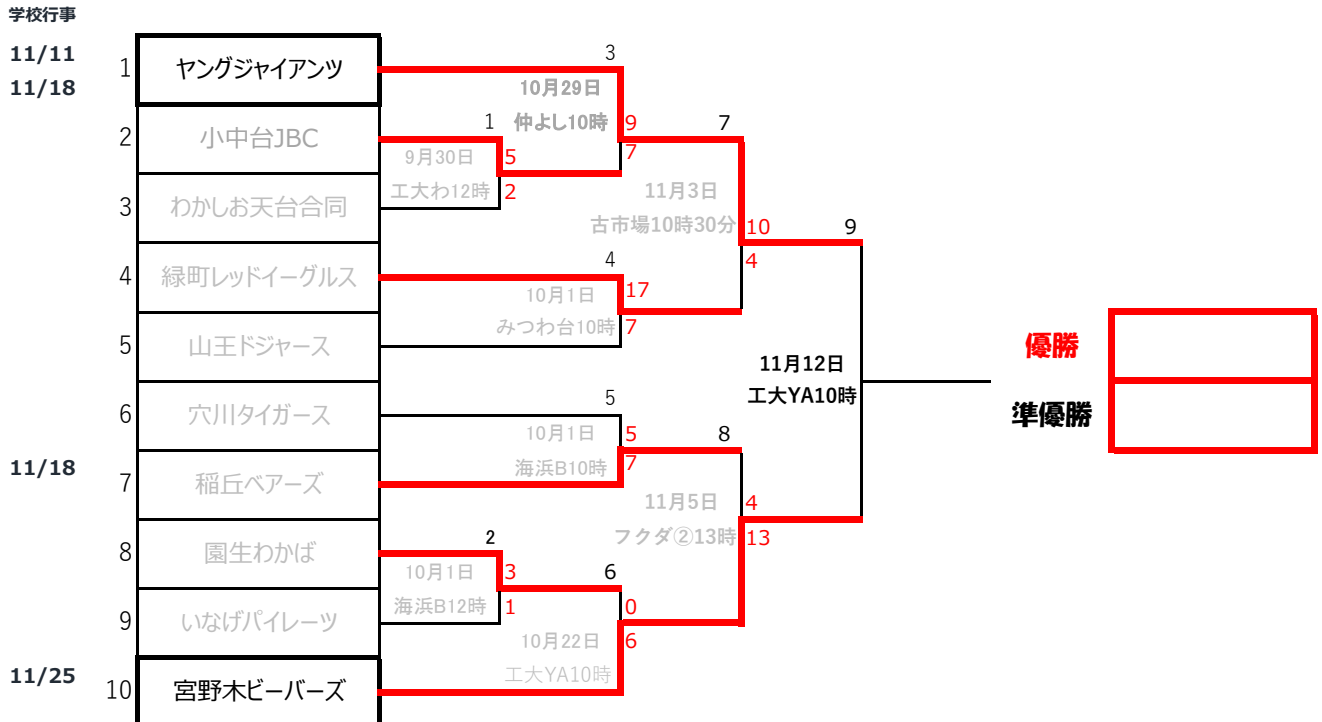 学校行事
11/11
11/18
1
ヤングジャイアンツ
3
10月29日
仲よし10時
9
7
7
2
小中台JBC
1
9月30日
工大わ12時
5
2
3
わかしお天台合同
11月3日
古市場10時30分
10
4
9
4
緑町レッドイーグルス
4
10月1日
みつわ台10時
17
7
5
山王ドジャース
11月12日
工大YA10時
優勝
準優勝
6
穴川タイガース
5
10月1日
海浜B10時
5
7
8
11/18
7
稲丘ベアーズ
11月5日
フクダ②13時
4
13
8
園生わかば
2
10月1日
海浜B12時
3
1
6
9
いなげパイレーツ
10月22日
工大YA10時
0
6
11/25
10
宮野木ビーバーズ